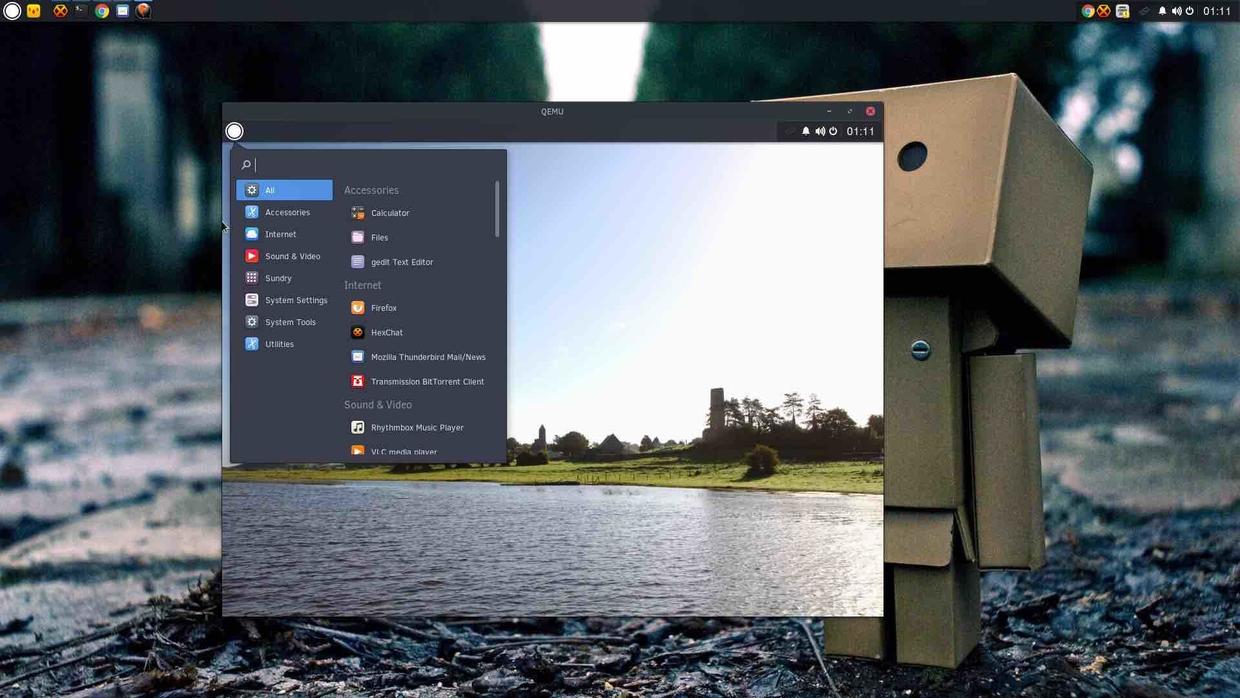 01:11
QEMU
01:11
All
Accessories
Internet
Sound & Video
Sundry
System Settings
System Tools
Utilities
Accessories
Calculator
Files
gedit Text Editor
Internet
Firefox
HexChat
Mozilla Thunderbird Mail/News
Transmission BitTorrent Client
Sound & Video
Rhythmbox Music Player
VLC media player